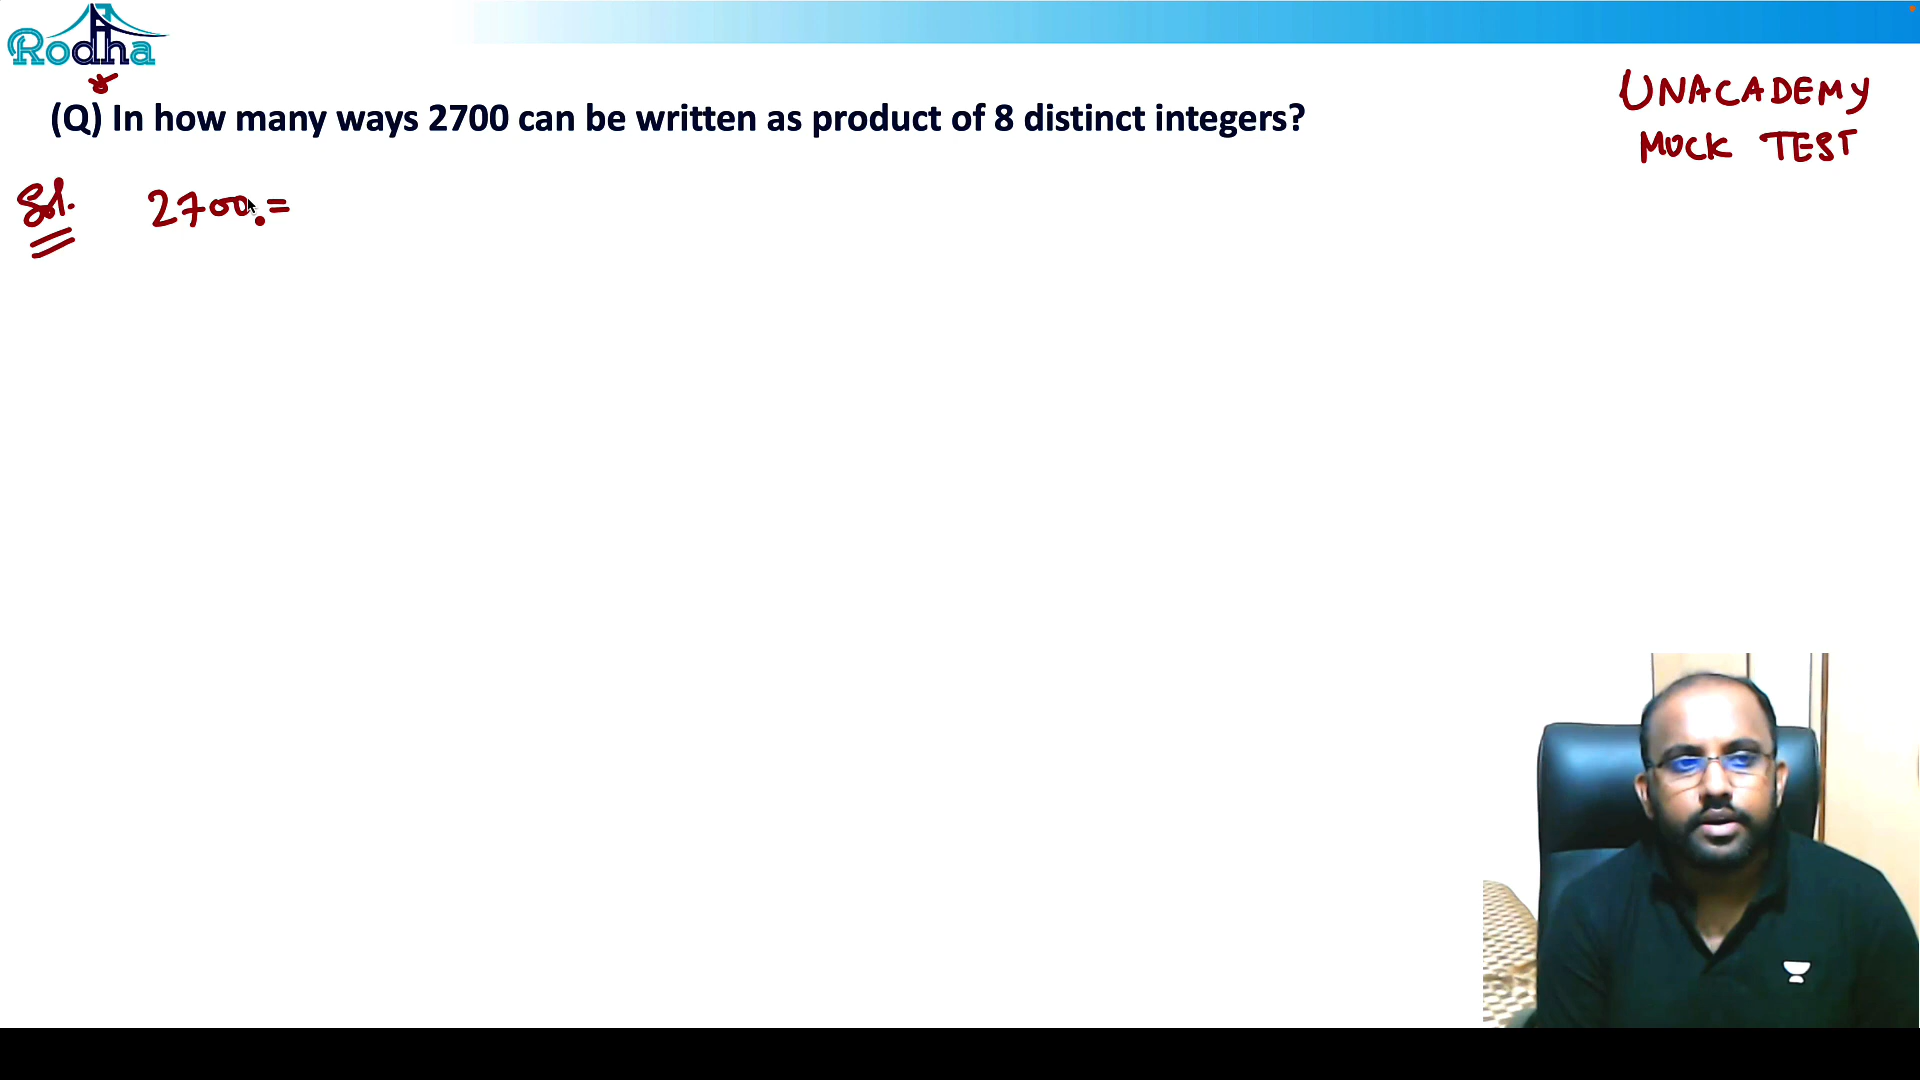 Rodha
(Q) In how many ways 2700 can be written as product of 8 distinct integers?
UNACADEMY
MOCK TEST
Sol. 2700 =